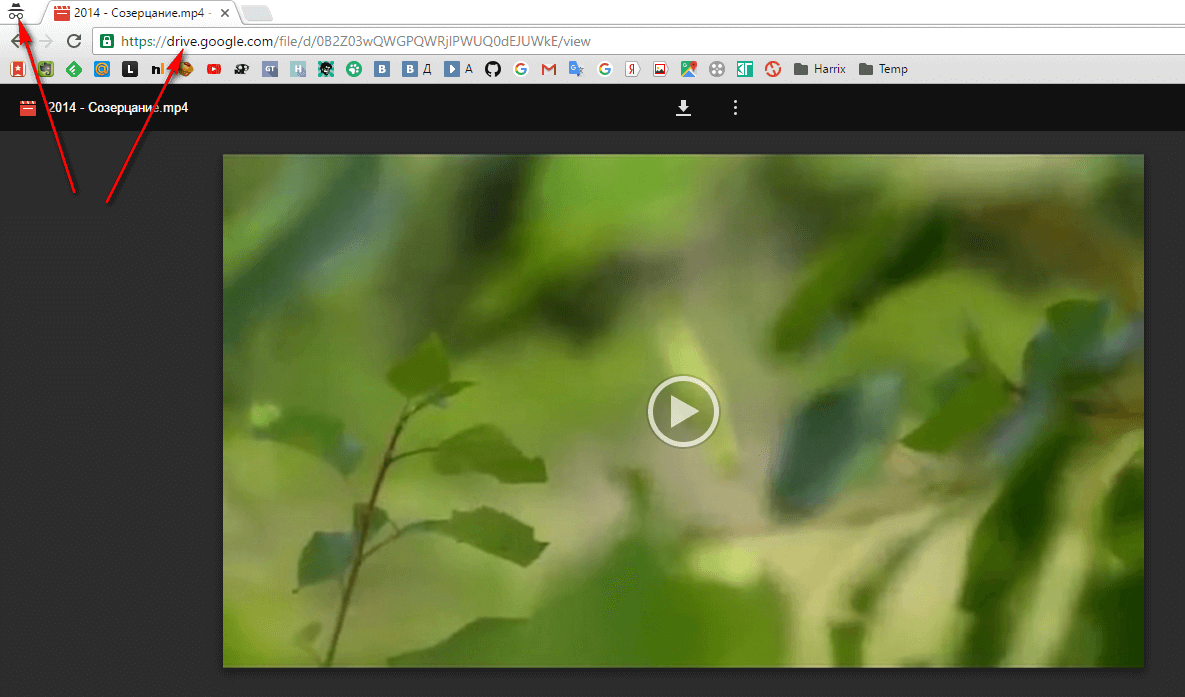 2014 - Созерцание.mp4 -
https://drive.google.com/file/d/0B2Z03wQWGPQWRjlPWUQ0dEJUWkE/view
L n GT H B B Д A G G Я Harrix Temp
2014 - Созерцание.mp4